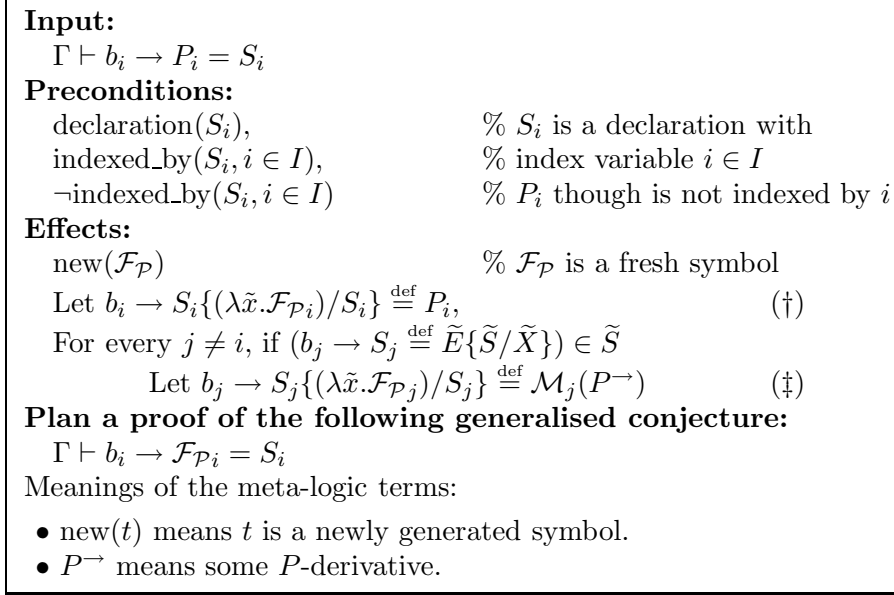 Input:
Γ ⊢ b_i → P_i = S_i
Preconditions:
declaration(S_i), % S_i is a declaration with
indexed_by(S_i, i ∈ I), % index variable i ∈ I
¬indexed_by(S_i, i ∈ I) % P_i though is not indexed by i
Effects:
new(ℱ_𝒫) % ℱ_𝒫 is a fresh symbol
Let b_i → S_i{(λx̃.ℱ_𝒫_i)/S_i} ≝ P_i, (†)
For every j ≠ i, if (b_j → S_j ≝ Ẽ{S̃/X̃}) ∈ S̃
Let b_j → S_j{(λx̃.ℱ_𝒫_j)/S_j} ≝ ℳ_j(P^→) (‡)
Plan a proof of the following generalised conjecture:
Γ ⊢ b_i → ℱ_𝒫_i = S_i
Meanings of the meta-logic terms:
• new(t) means t is a newly generated symbol.
• P^→ means some P-derivative.